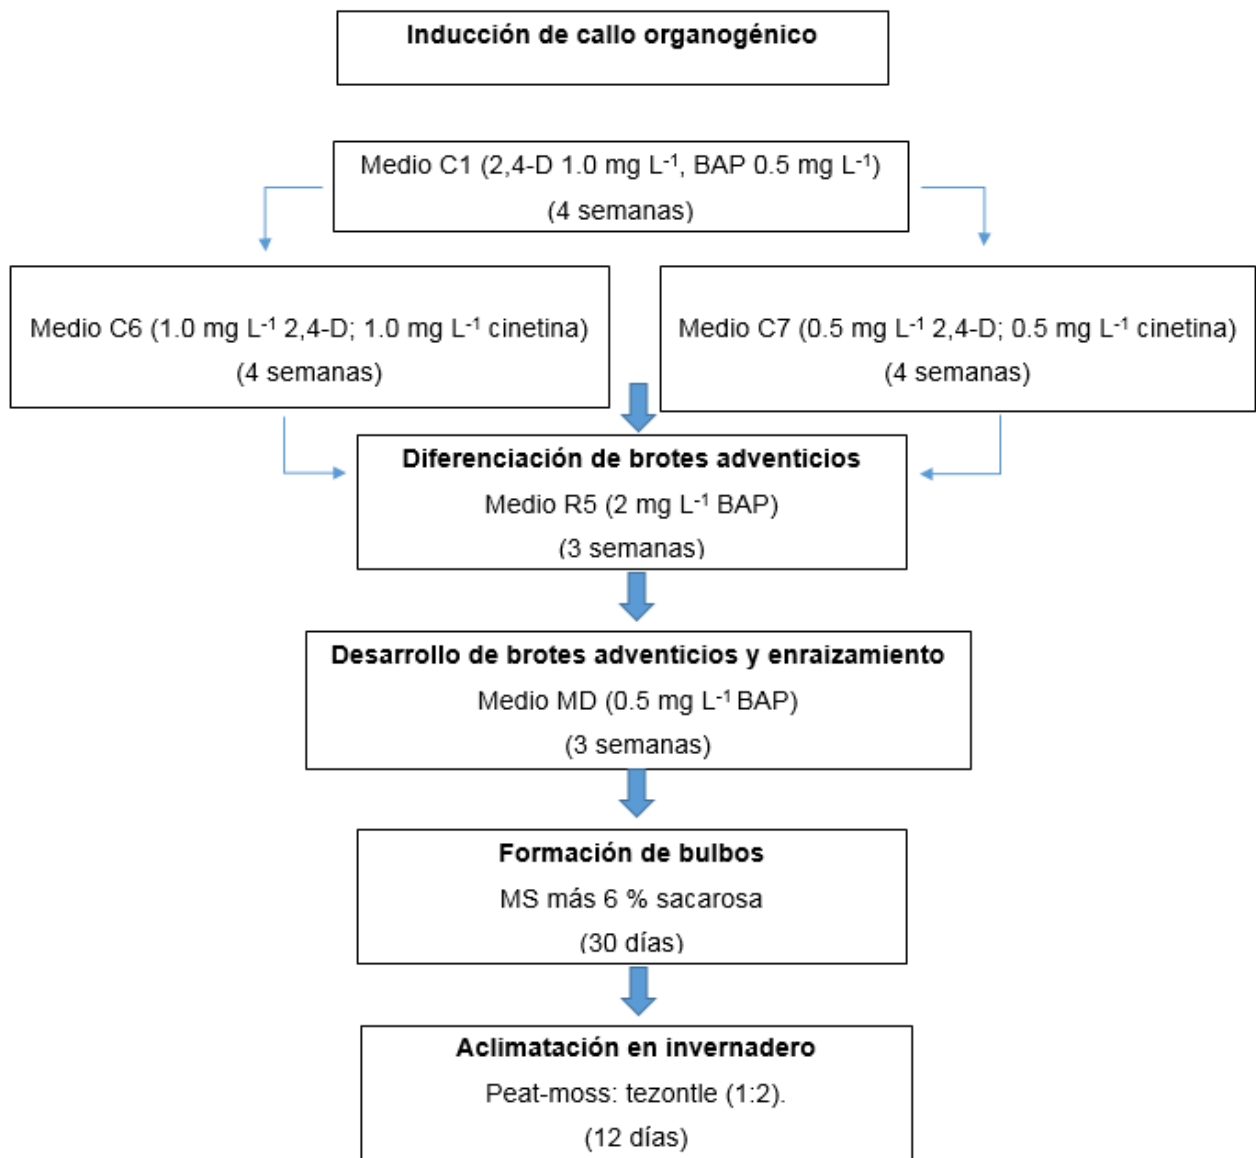 Inducción de callo organogénico
Medio C1 (2,4-D 1.0 mg L⁻¹, BAP 0.5 mg L⁻¹)
(4 semanas)
Medio C6 (1.0 mg L⁻¹ 2,4-D; 1.0 mg L⁻¹ cinetina)
(4 semanas)
Medio C7 (0.5 mg L⁻¹ 2,4-D; 0.5 mg L⁻¹ cinetina)
(4 semanas)
Diferenciación de brotes adventicios
Medio R5 (2 mg L⁻¹ BAP)
(3 semanas)
Desarrollo de brotes adventicios y enraizamiento
Medio MD (0.5 mg L⁻¹ BAP)
(3 semanas)
Formación de bulbos
MS más 6 % sacarosa
(30 días)
Aclimatación en invernadero
Peat-moss: tezontle (1:2).
(12 días)